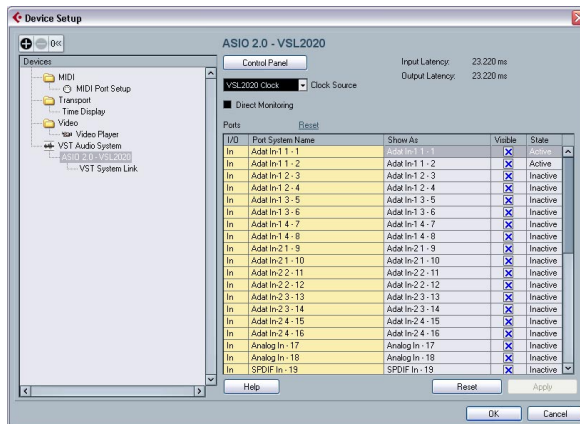 Device Setup
Devices
MIDI
MIDI Port Setup
Transport
Time Display
Video
Video Player
VST Audio System
ASIO 2.0 - VSL2020
VST System Link
ASIO 2.0 - VSL2020
Control Panel
Input Latency: 23.220 ms
Output Latency: 23.220 ms
VSL2020 Clock Clock Source
Direct Monitoring
Ports Reset
I/O Port System Name Show As Visible State
In Adat In-1 1 - 1 Adat In-1 1 - 1 Active
In Adat In-1 1 - 2 Adat In-1 1 - 2 Active
In Adat In-1 2 - 3 Adat In-1 2 - 3 Inactive
In Adat In-1 2 - 4 Adat In-1 2 - 4 Inactive
In Adat In-1 3 - 5 Adat In-1 3 - 5 Inactive
In Adat In-1 3 - 6 Adat In-1 3 - 6 Inactive
In Adat In-1 4 - 7 Adat In-1 4 - 7 Inactive
In Adat In-1 4 - 8 Adat In-1 4 - 8 Inactive
In Adat In-2 1 - 9 Adat In-2 1 - 9 Inactive
In Adat In-2 1 - 10 Adat In-2 1 - 10 Inactive
In Adat In-2 2 - 11 Adat In-2 2 - 11 Inactive
In Adat In-2 2 - 12 Adat In-2 2 - 12 Inactive
In Adat In-2 3 - 13 Adat In-2 3 - 13 Inactive
In Adat In-2 3 - 14 Adat In-2 3 - 14 Inactive
In Adat In-2 4 - 15 Adat In-2 4 - 15 Inactive
In Adat In-2 4 - 16 Adat In-2 4 - 16 Inactive
In Analog In - 17 Analog In - 17 Inactive
In Analog In - 18 Analog In - 18 Inactive
In SPDIF In - 19 SPDIF In - 19 Inactive
Help Reset Apply
OK Cancel